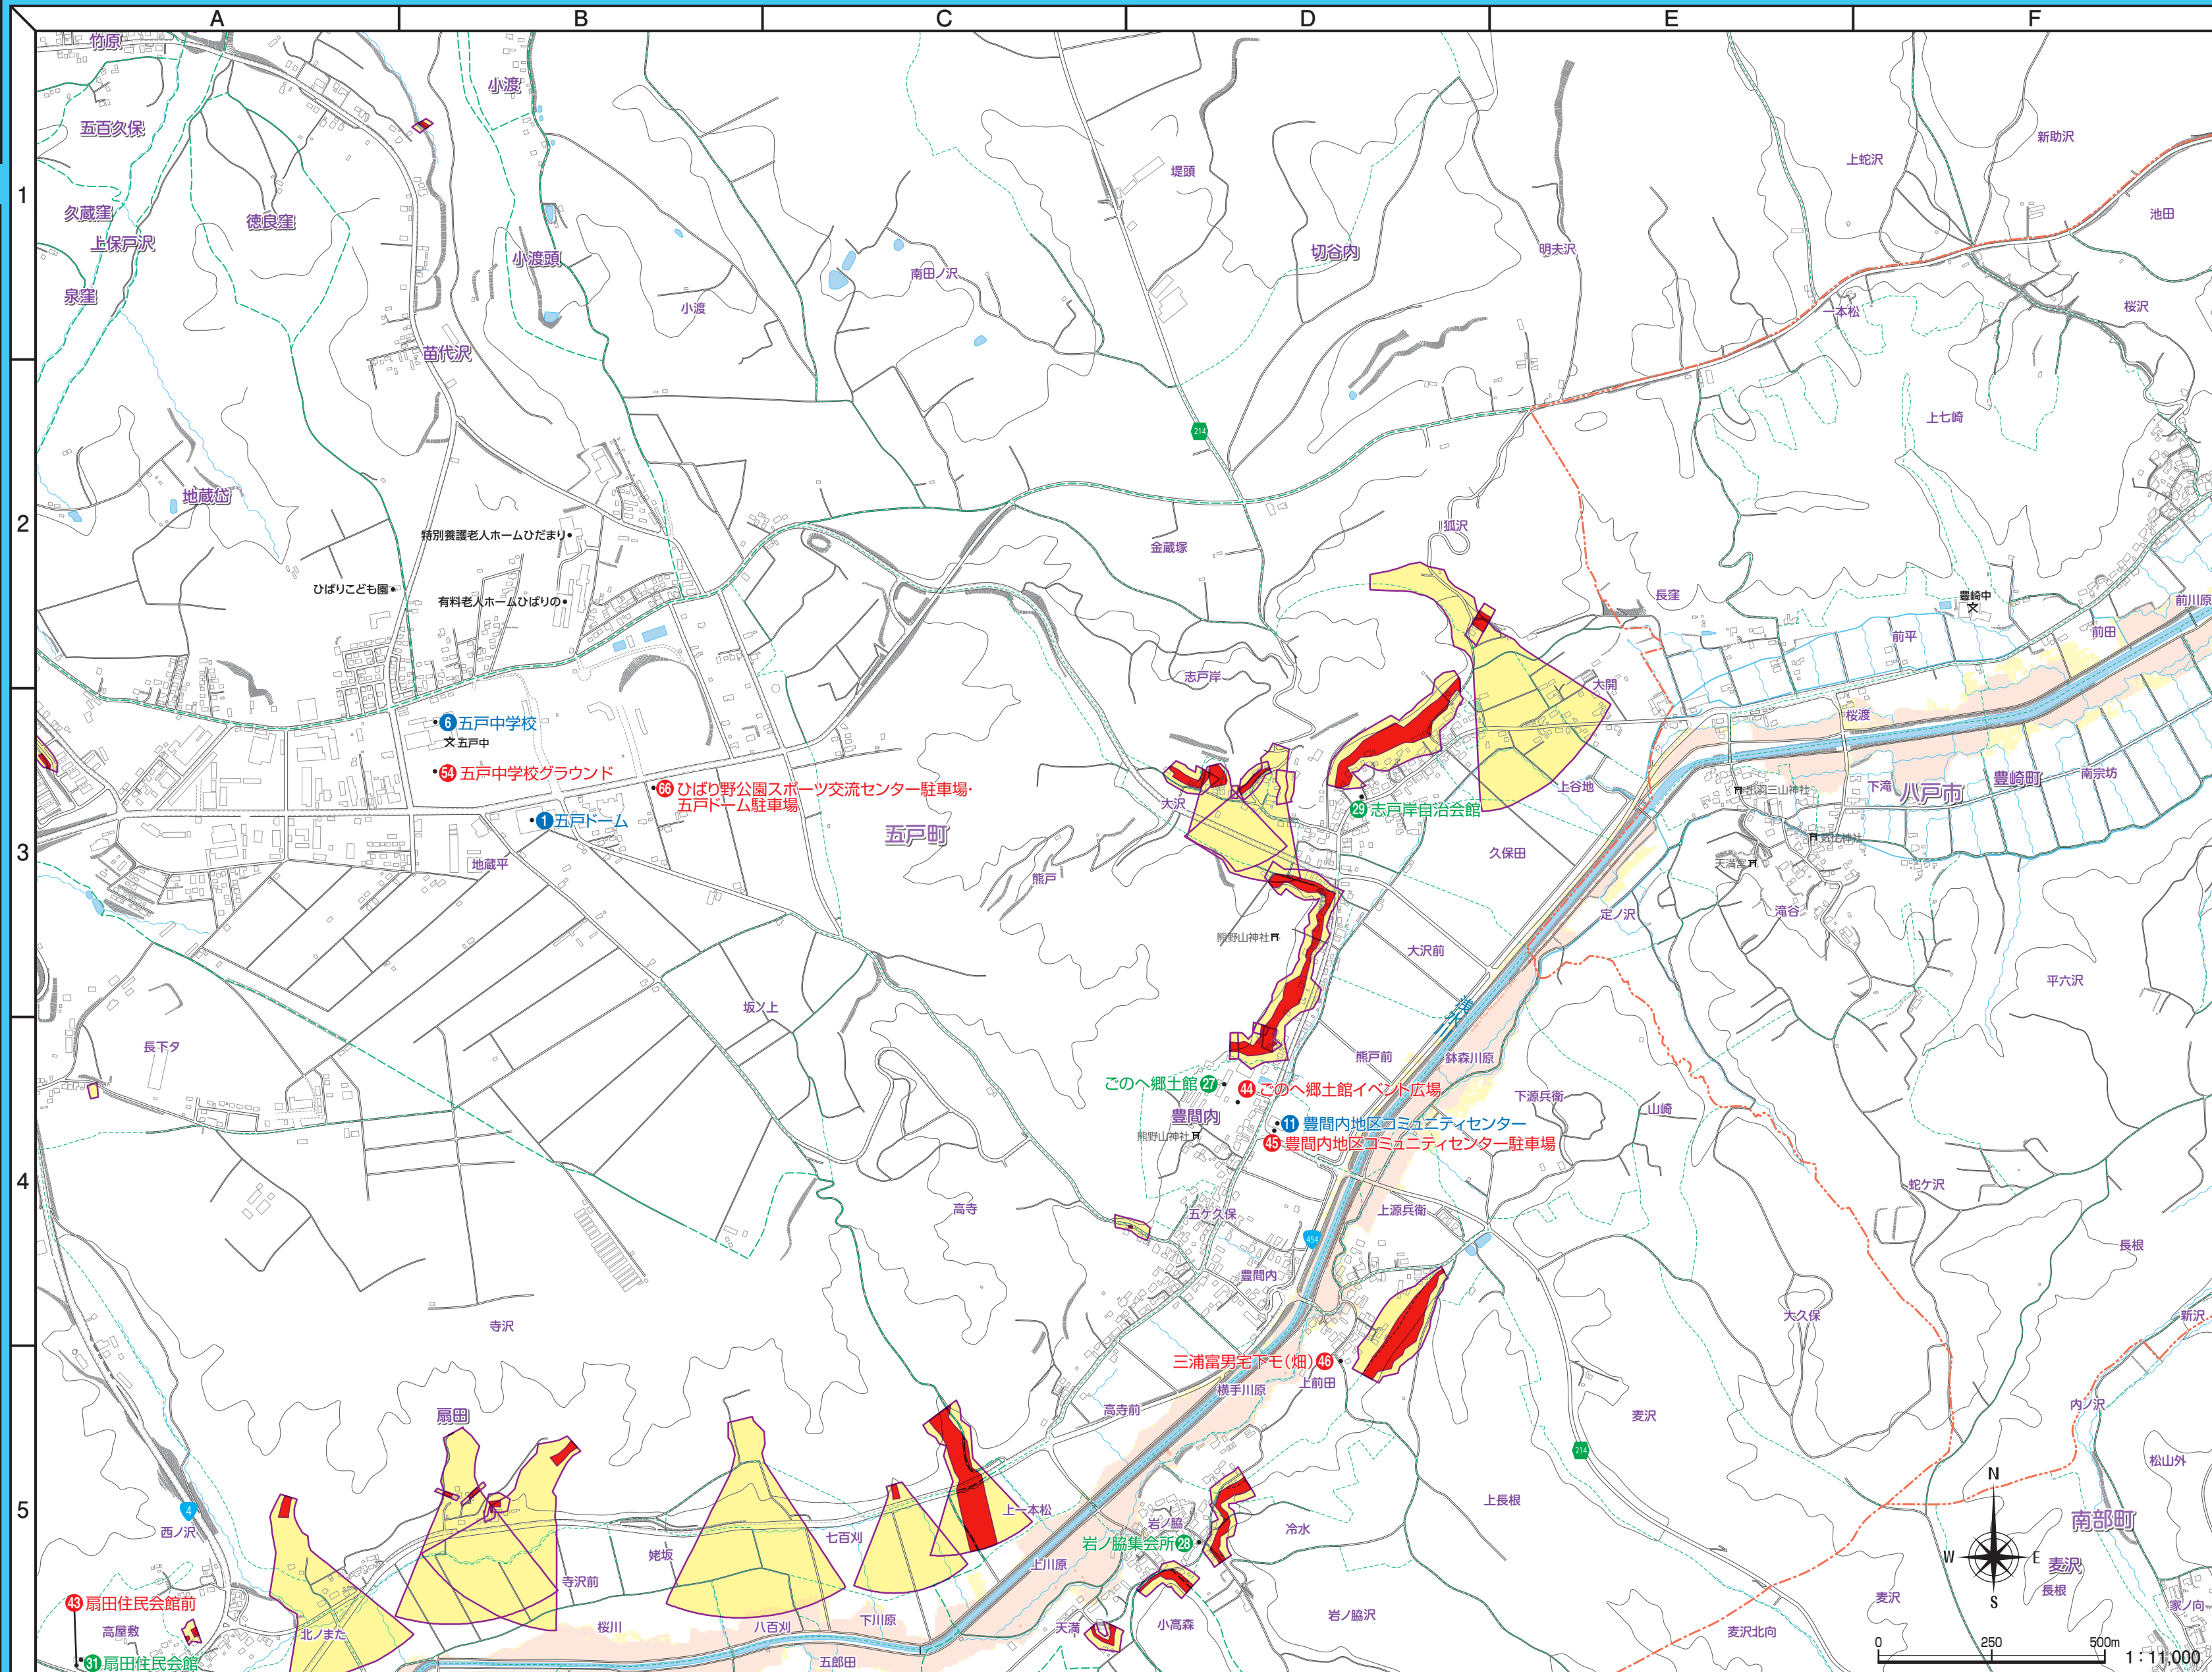 A
B
C
D
E
F
1
2
3
4
5
竹原
小渡
五百久保
堤頭
上蛇沢
新助沢
久蔵窪
徳良窪
上保戸沢
池田
泉窪
小渡頭
小渡
南田ノ沢
切谷内
明夫沢
一本松
桜沢
苗代沢
214
上七崎
地蔵岱
特別養護老人ホームひだまり
狐沢
金蔵塚
ひばりこども園
有料老人ホームひばりの
長窪
豊崎中
前川原
前平
前田
志戸岸
大開
6 五戸中学校
五戸中
桜渡
54 五戸中学校グラウンド
66 ひばり野公園スポーツ交流センター駐車場・
五戸ドーム駐車場
大沢
上谷地
出羽三山神社
下滝
八戸市
豊崎町
南宗坊
1 五戸ドーム
五戸町
29 志戸岸自治会館
気比神社
地蔵平
熊戸
久保田
天満宮
滝谷
定ノ沢
熊野山神社
大沢前
平六沢
坂ノ上
浅水川
長下タ
熊戸前
鉢森川原
ごのへ郷土館 27
44 ごのへ郷土館イベント広場
下源兵衛
山崎
豊間内
11 豊間内地区コミュニティセンター
熊野山神社
45 豊間内地区コミュニティセンター駐車場
蛇ケ沢
高寺
五ケ久保
上源兵衛
454
長根
豊間内
大久保
新沢
寺沢
三浦富男宅下モ(畑) 46
横手川原
上前田
高寺前
扇田
麦沢
内ノ沢
214
松山外
N
4
西ノ沢
上一本松
上長根
岩ノ脇
冷水
南部町
七百刈
岩ノ脇集会所 28
姥坂
上川原
W
E
麦沢
寺沢前
長根
43 扇田住民会館前
S
麦沢
家ノ向
高屋敷
北ノまた
桜川
八百刈
下川原
天満
小高森
岩ノ脇沢
麦沢北向
31 扇田住民会館
五郎田
0
250
500m
1：11,000